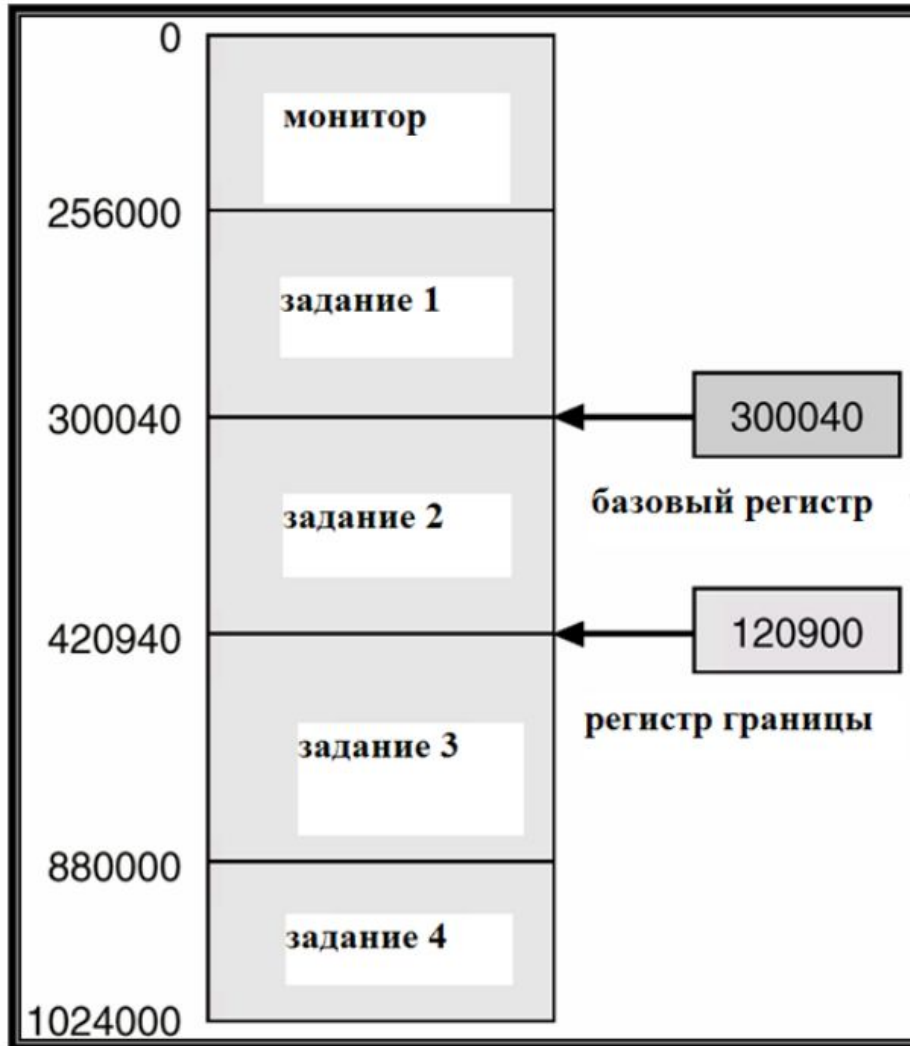 0
монитор
256000
задание 1
300040
300040
базовый регистр
задание 2
420940
120900
регистр границы
задание 3
880000
задание 4
1024000